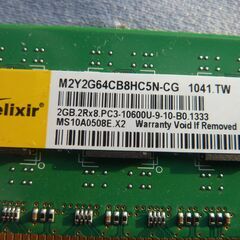 elixir
M2Y2G64CB8HC5N-CG 1041.TW
2GB.2Rx8.PC3-10600U-9-10-B0.1333
MS10A0508E.X2 Warranty Void If Removed